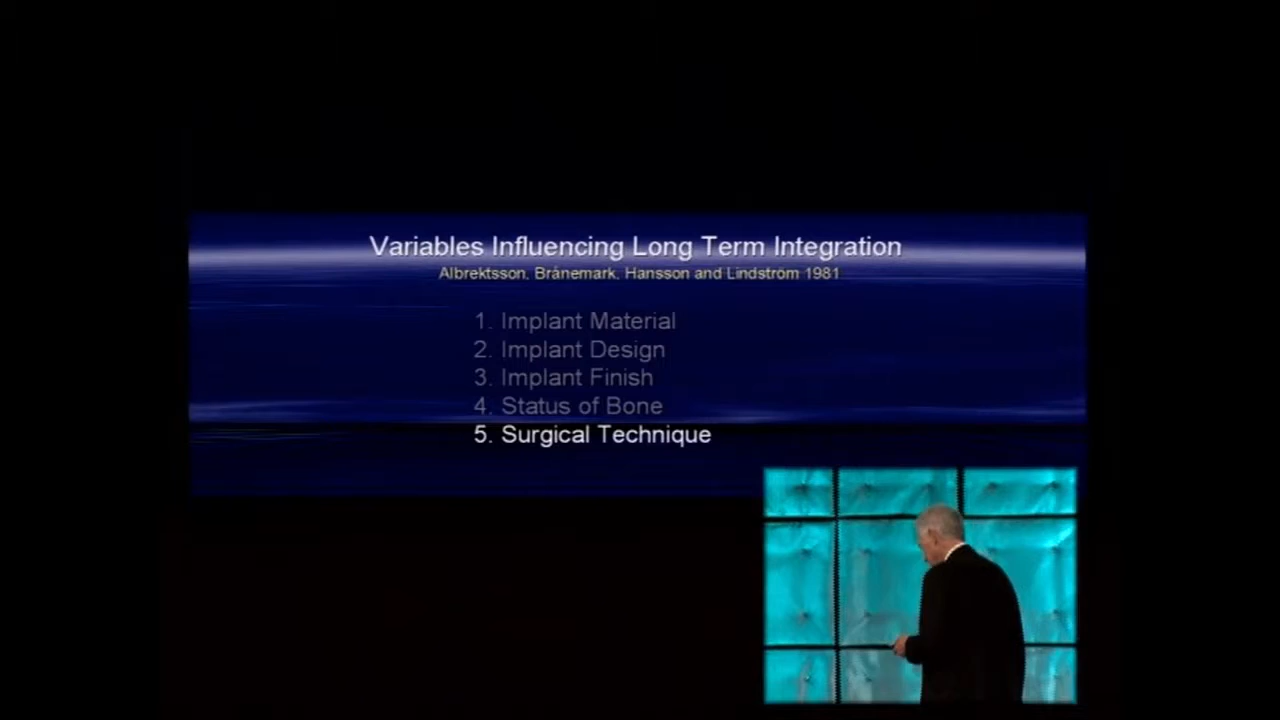 Variables Influencing Long Term Integration
Albrektsson, Brånemark, Hansson and Lindström 1981
1. Implant Material
2. Implant Design
3. Implant Finish
4. Status of Bone
5. Surgical Technique